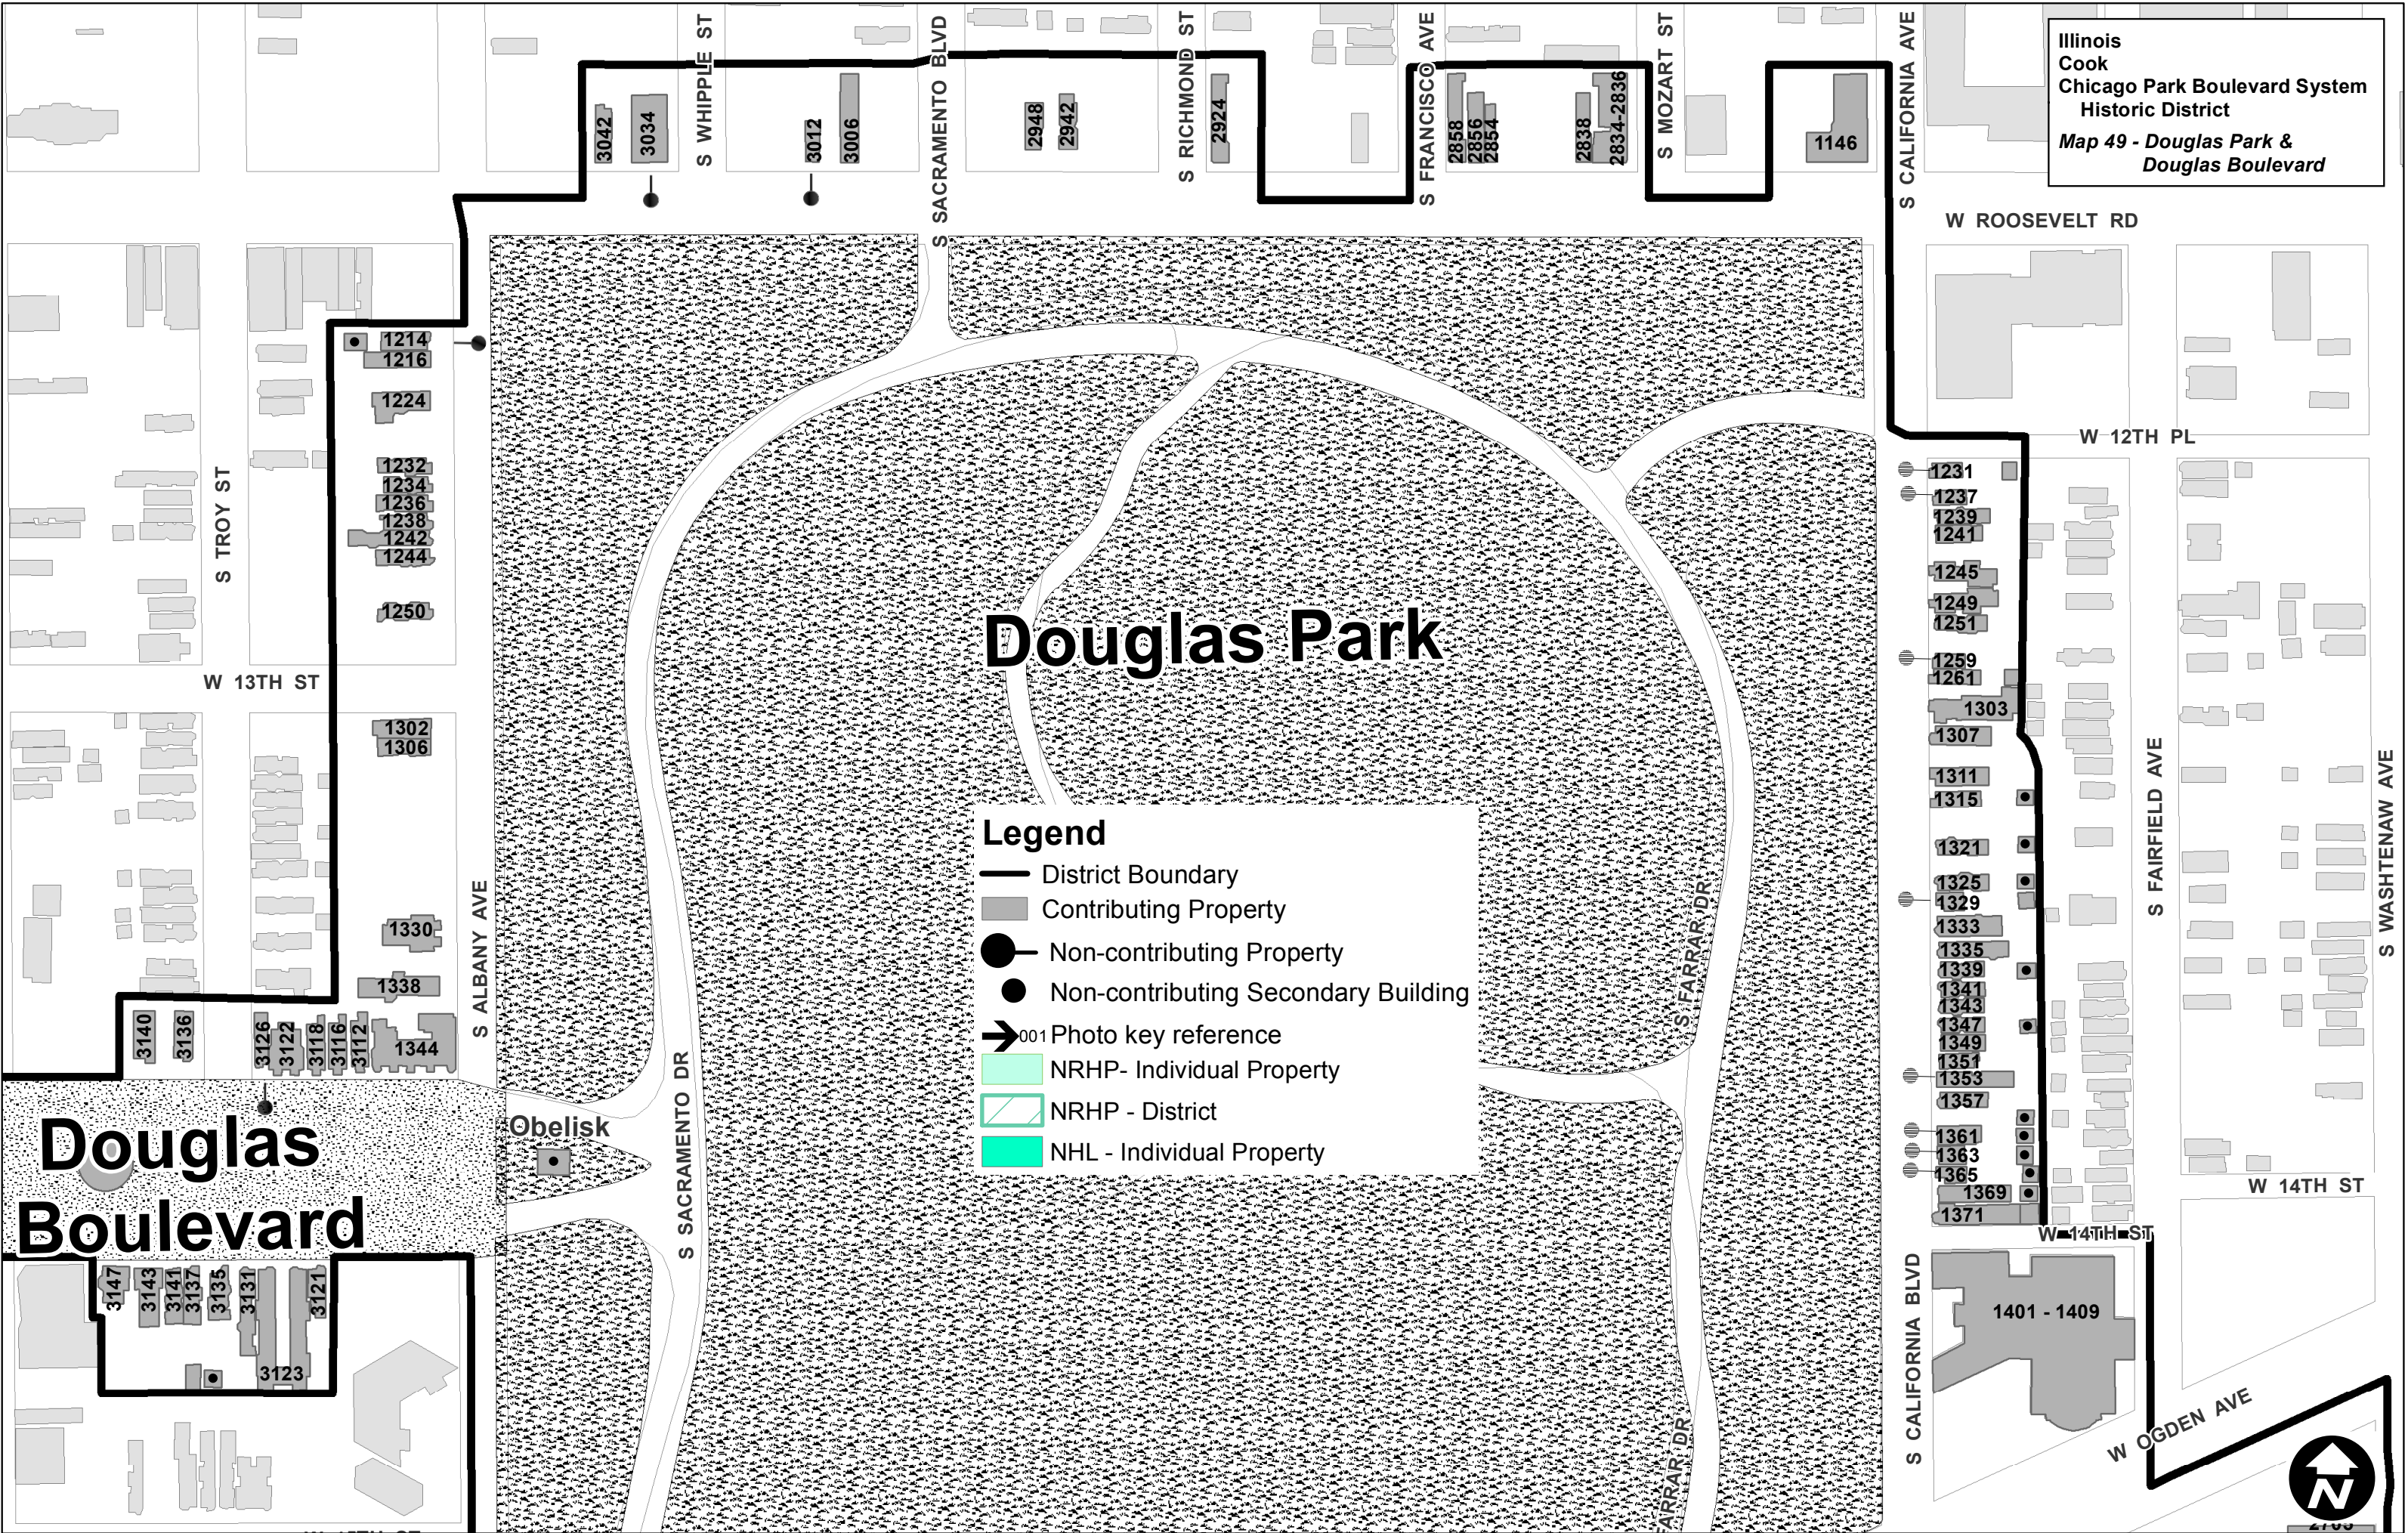 Illinois
Cook
Chicago Park Boulevard System
Historic District
Map 49 - Douglas Park &
Douglas Boulevard
S WHIPPLE ST
S SACRAMENTO BLVD
S RICHMOND ST
S FRANCISCO AVE
S MOZART ST
S CALIFORNIA AVE
3042
3034
3012
3006
2948
2942
2924
2858
2856
2854
2838
2834-2836
1146
W ROOSEVELT RD
W 12TH PL
S TROY ST
1214
1216
1224
1232
1234
1236
1238
1242
1244
1250
W 13TH ST
1302
1306
1330
1338
S ALBANY AVE
3140
3136
3126
3122
3118
3116
3112
1344
Douglas
Boulevard
Obelisk
3147
3143
3141
3137
3135
3131
3123
3121
S SACRAMENTO DR
Douglas Park
Legend
District Boundary
Contributing Property
Non-contributing Property
Non-contributing Secondary Building
001 Photo key reference
NRHP- Individual Property
NRHP - District
NHL - Individual Property
S FARRAR DR
ARRAR DR
1231
1237
1239
1241
1245
1249
1251
1259
1261
1303
1307
1311
1315
1321
1325
1329
1333
1335
1339
1341
1343
1347
1349
1351
1353
1357
1361
1363
1365
1369
1371
S FAIRFIELD AVE
S WASHTENAW AVE
W 14TH ST
W 14TH ST
S CALIFORNIA BLVD
1401 - 1409
W OGDEN AVE
N